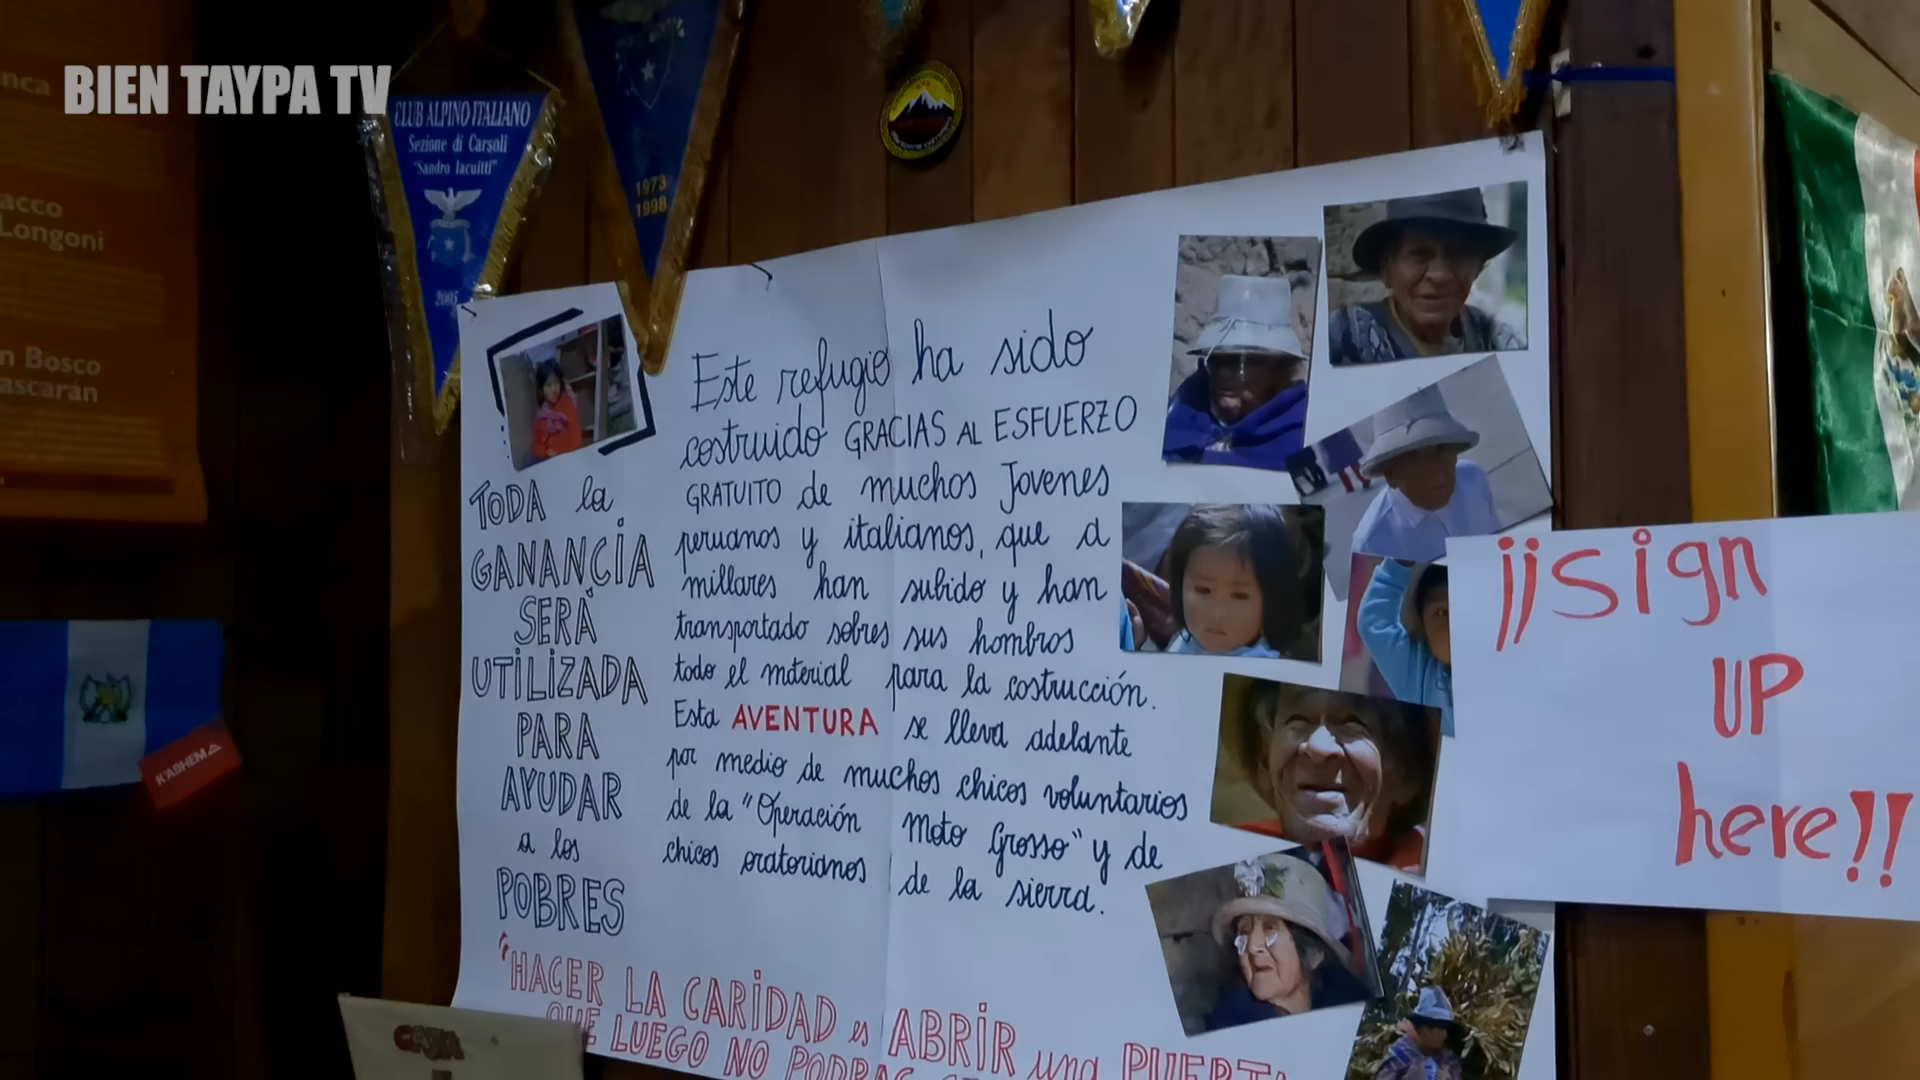 BIEN TAYPA TV
CLUB ALPINO ITALIANO
Sezione di Carsoli
"Sandro Iacuitti"
2005
1973
1998
acco
Longoni
n Bosco
ascarán
K'ASHEM
TODA la
GANANCIA
SERÁ
UTILIZADA
PARA
AYUDAR
a los
POBRES
Este refugio ha sido
costruido GRACIAS AL ESFUERZO
GRATUITO de muchos Jovenes
peruanos y italianos, que a
millares han subido y han
transportado sobres sus hombros
todo el material para la costrucción.
Esta AVENTURA se lleva adelante
por medio de muchos chicos voluntarios
de la "Operación Mato Grosso" y de
chicos oratorianos de la sierra.
"HACER LA CARIDAD es ABRIR una PUERTA
QUE LUEGO NO PODRAS
¡¡Sign
UP
here!!
CAJA